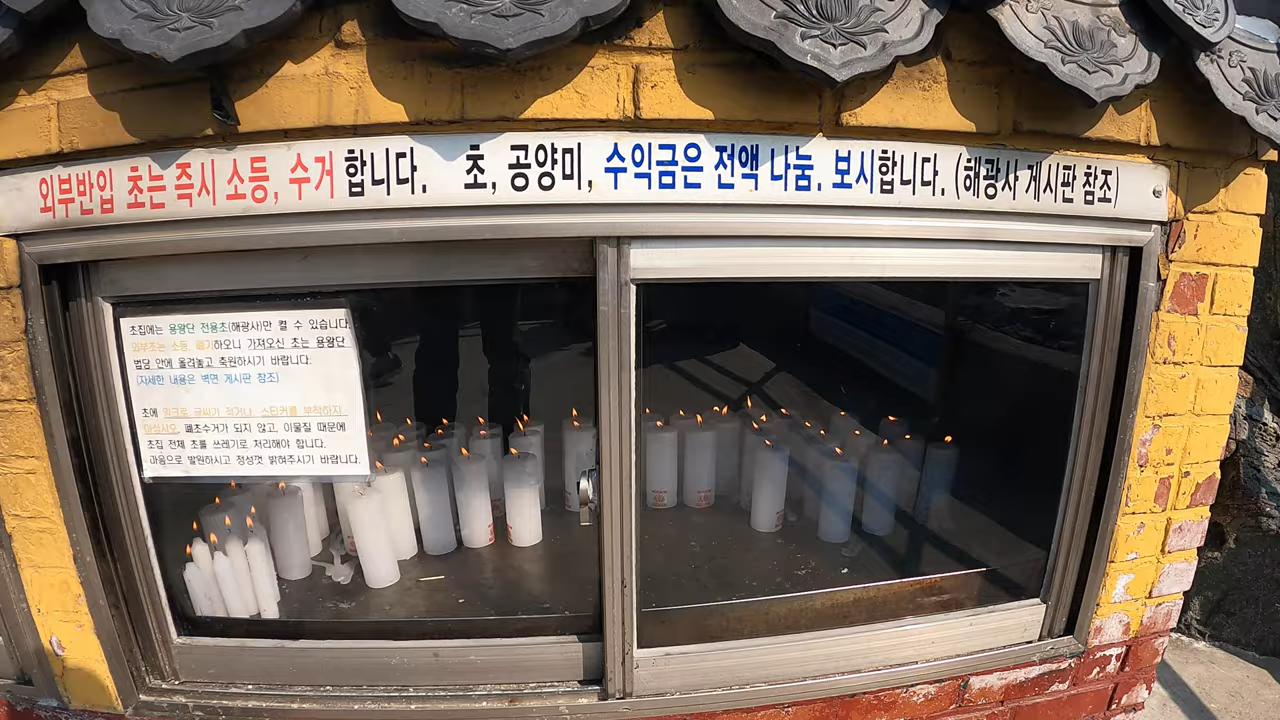 외부반입 초는 즉시 소등, 수거 합니다. 초, 공양미, 수익금은 전액 나눔. 보시합니다. (해광사 게시판 참조)
초집에는 용왕단 전용초(해광사)만 켤 수 있습니다.
외부초는 소등, 폐기하오니 가져오신 초는 용왕단
법당 안에 올려놓고 축원하시기 바랍니다.
(자세한 내용은 벽면 게시판 참조)
초에 잉크로 글씨가 적거나, 스티커를 부착하지
마십시오. 폐초수거가 되지 않고, 이물질 때문에
초집 전체 초를 쓰레기로 처리해야 합니다.
마음으로 발원하시고 정성껏 밝혀주시기 바랍니다.